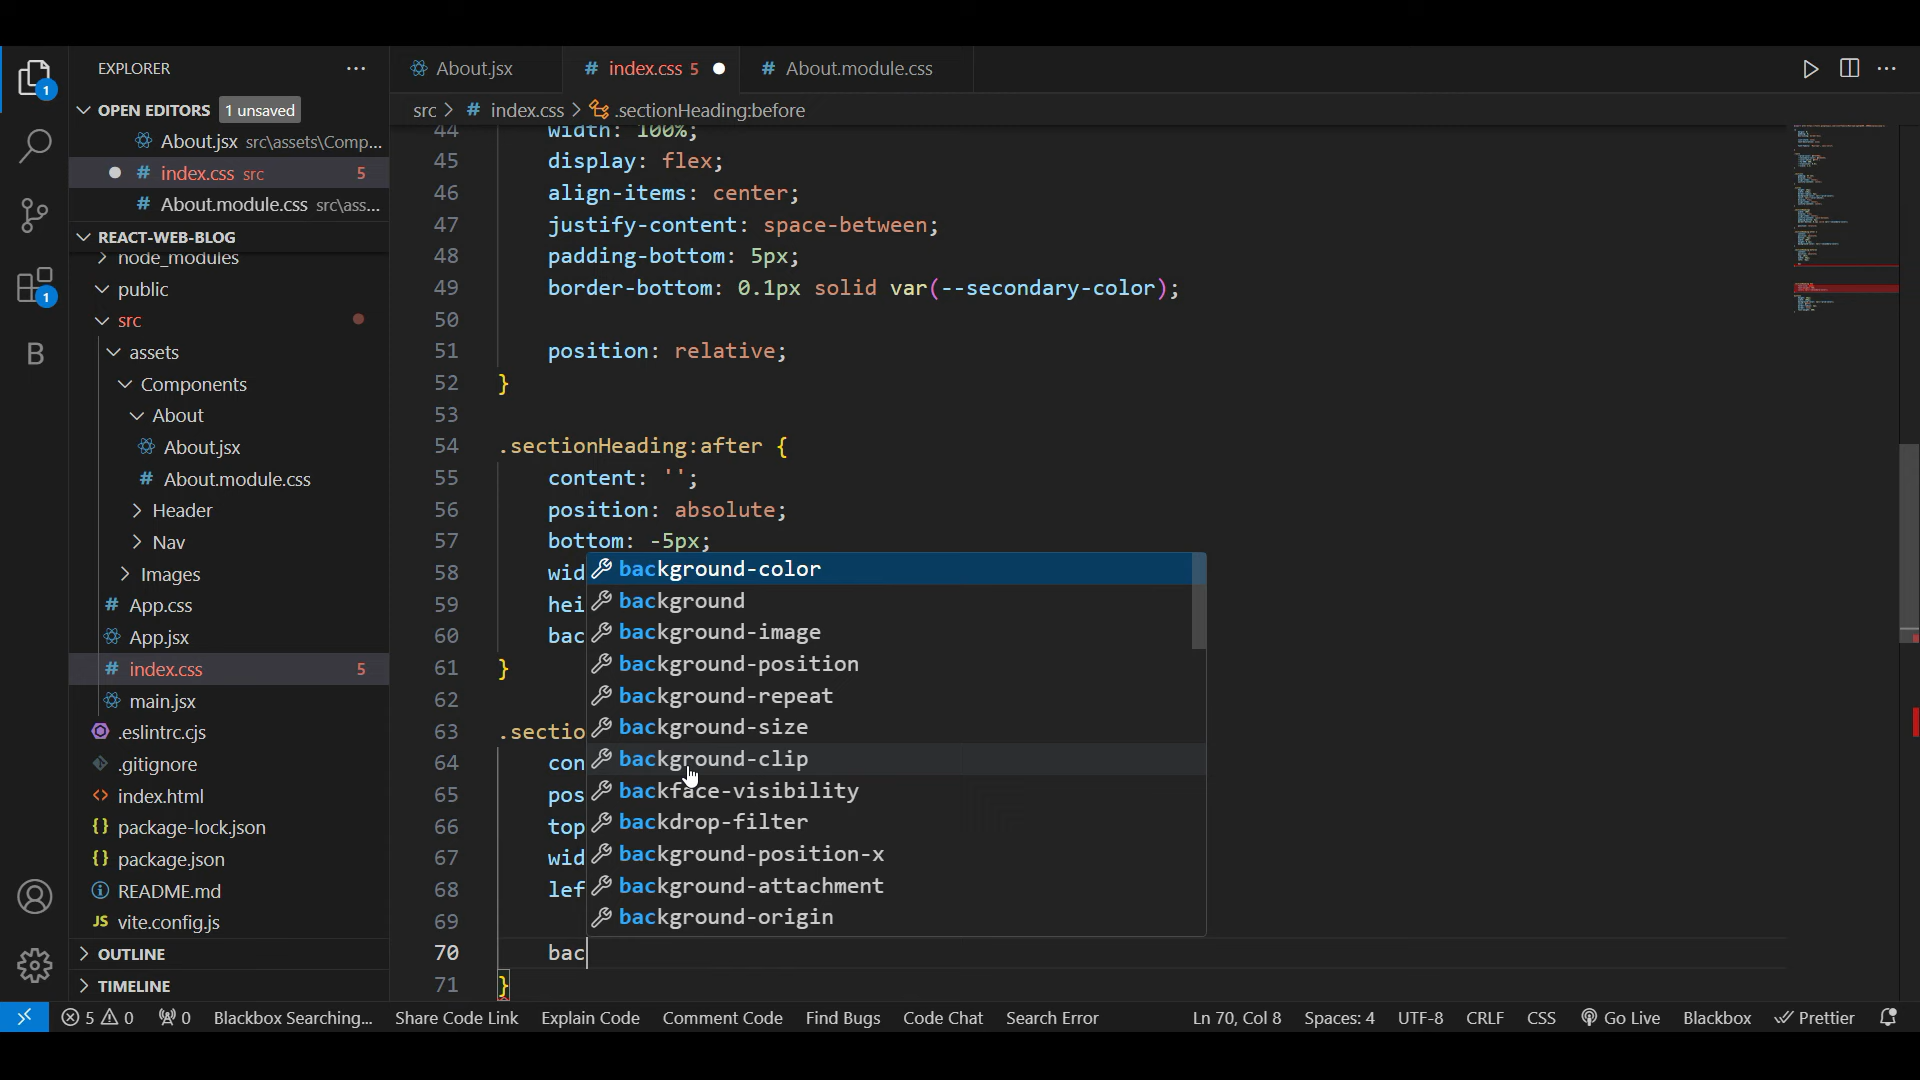 EXPLORER
OPEN EDITORS 1 unsaved
About.jsx src\assets\Comp...
index.css src 5
About.module.css src\ass...
REACT-WEB-BLOG
node_modules
public
src
assets
Components
About
About.jsx
About.module.css
Header
Nav
Images
App.css
App.jsx
index.css 5
main.jsx
.eslintrc.cjs
.gitignore
index.html
package-lock.json
package.json
README.md
vite.config.js
OUTLINE
TIMELINE
1
1
B
About.jsx
index.css 5
About.module.css
src > index.css > .sectionHeading:before
44 width: 100%;
45 display: flex;
46 align-items: center;
47 justify-content: space-between;
48 padding-bottom: 5px;
49 border-bottom: 0.1px solid var(--secondary-color);
50
51 position: relative;
52 }
53
54 .sectionHeading:after {
55 content: '';
56 position: absolute;
57 bottom: -5px;
58 wid
59 hei
60 bac
61 }
62
63 .sectio
64 con
65 pos
66 top
67 wid
68 lef
69
70 bac
71 }
background-color
background
background-image
background-position
background-repeat
background-size
background-clip
backface-visibility
backdrop-filter
background-position-x
background-attachment
background-origin
5 0 0 Blackbox Searching... Share Code Link Explain Code Comment Code Find Bugs Code Chat Search Error Ln 70, Col 8 Spaces: 4 UTF-8 CRLF CSS Go Live Blackbox Prettier